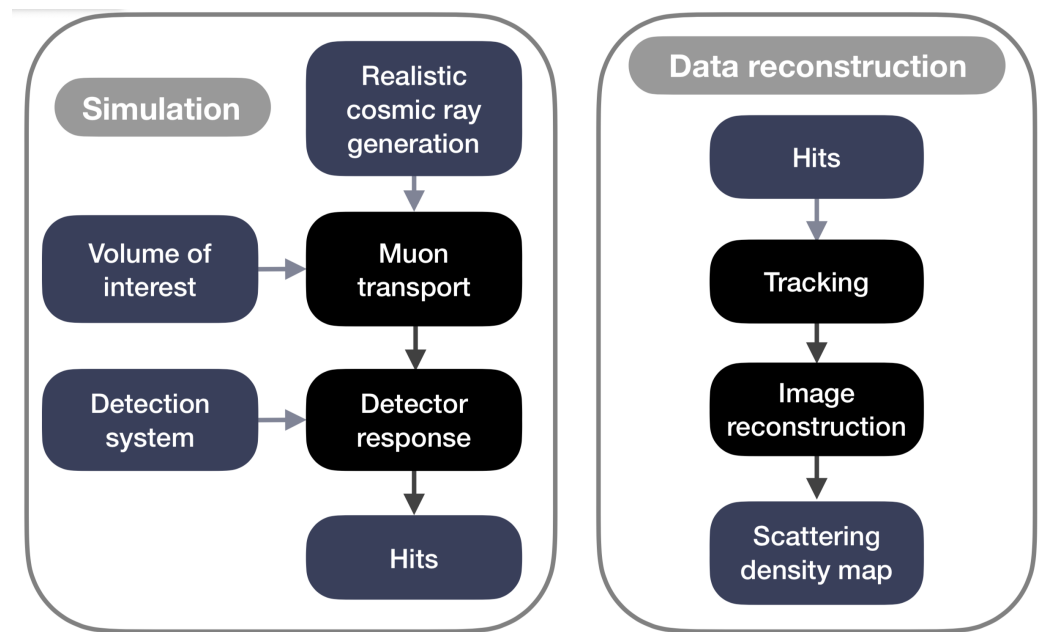 Simulation
Realistic
cosmic ray
generation
Volume of
interest
Muon
transport
Detection
system
Detector
response
Hits
Data reconstruction
Hits
Tracking
Image
reconstruction
Scattering
density map